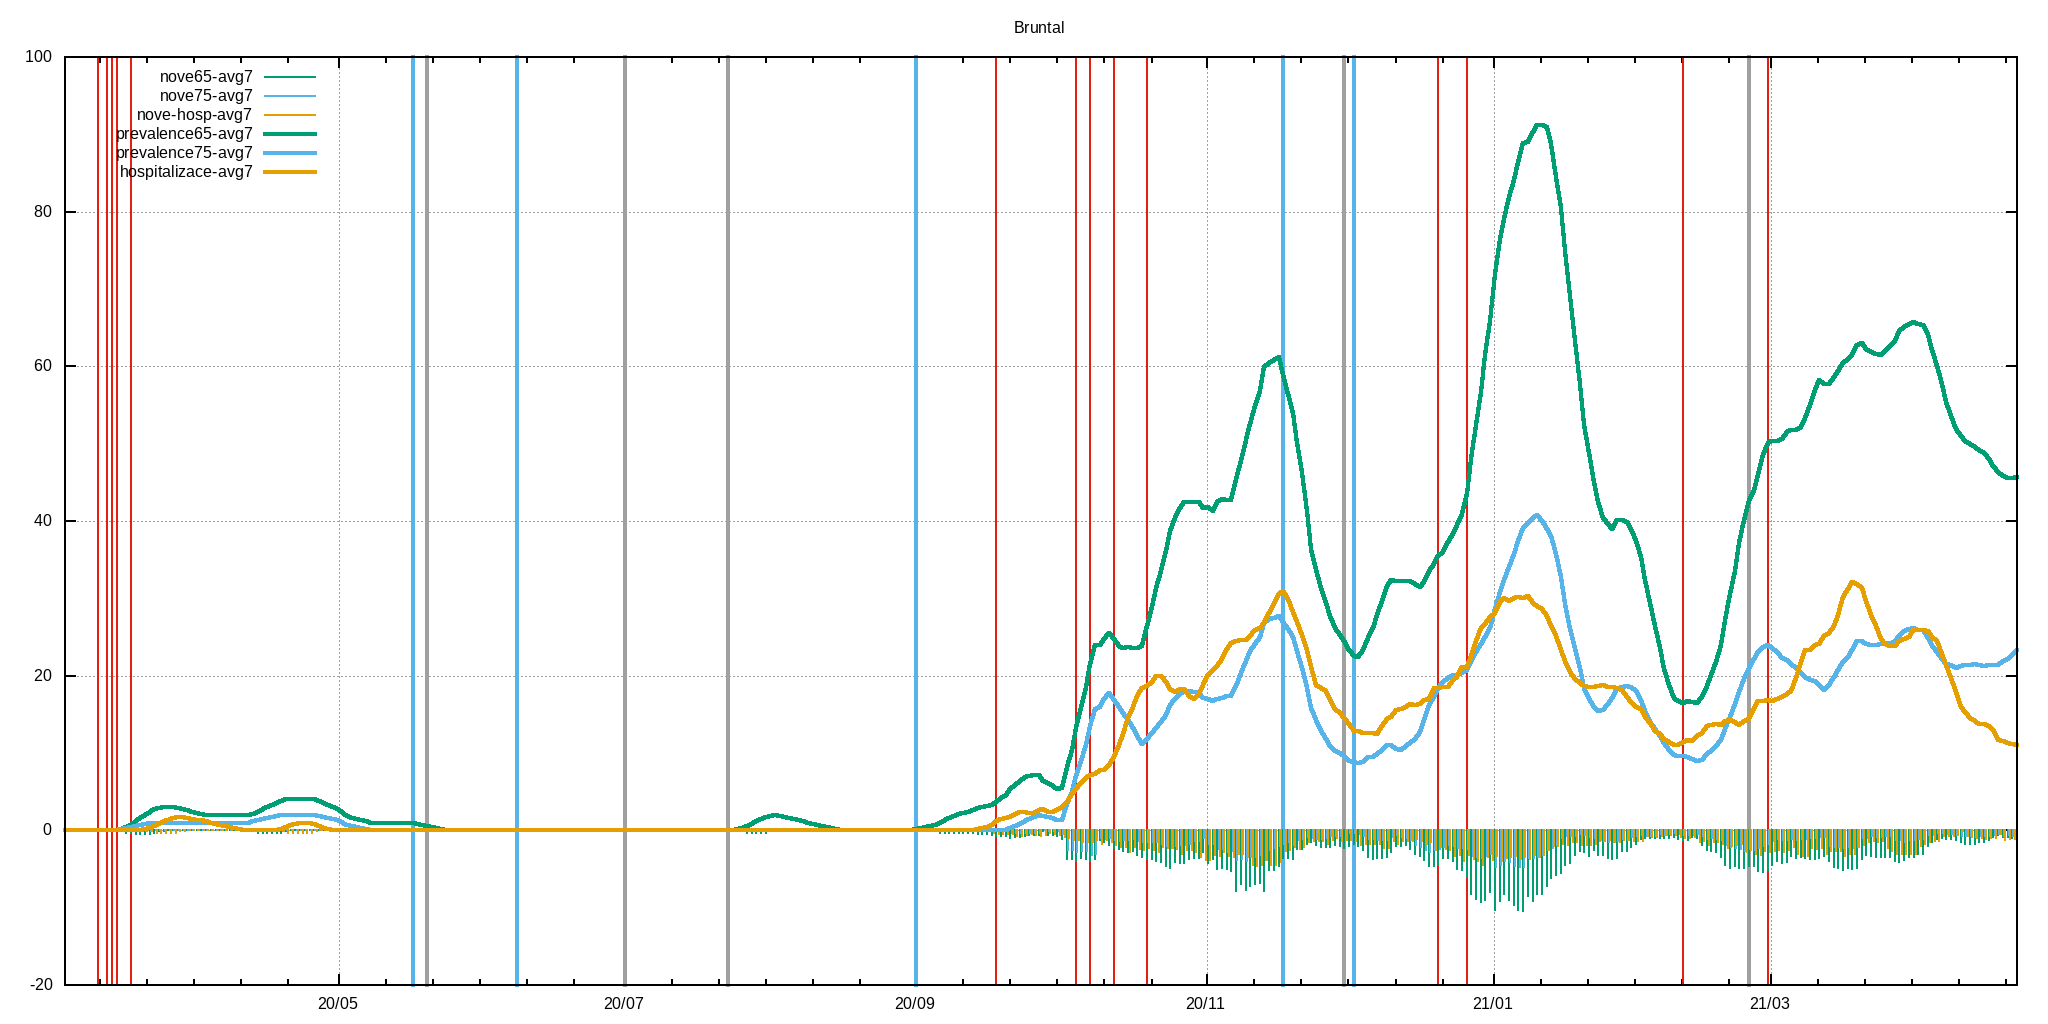 Bruntal
100
nove65-avg7
nove75-avg7
nove-hosp-avg7
prevalence65-avg7
prevalence75-avg7
hospitalizace-avg7
80
60
40
20
0
-20
20/05 20/07 20/09 20/11 21/01 21/03